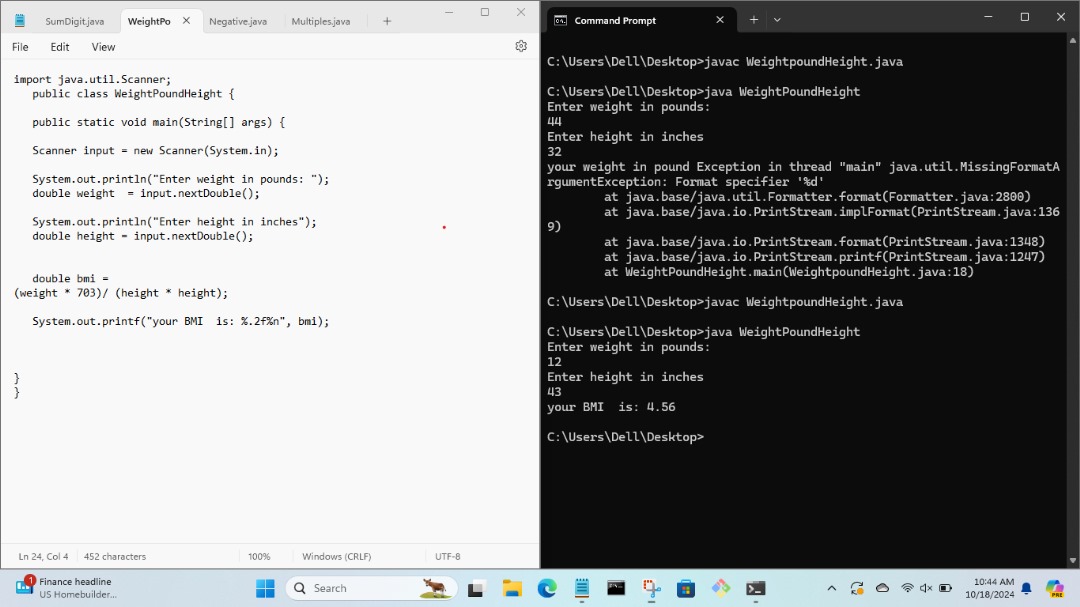 SumDigit.java
WeightPo
Negative.java
Multiples.java
File Edit View
import java.util.Scanner;
public class WeightPoundHeight {
public static void main(String[] args) {
Scanner input = new Scanner(System.in);
System.out.println("Enter weight in pounds: ");
double weight  = input.nextDouble();
System.out.println("Enter height in inches");
double height = input.nextDouble();
double bmi =
(weight * 703)/ (height * height);
System.out.printf("your BMI  is: %.2f%n", bmi);
}
}
Ln 24, Col 4
452 characters
100%
Windows (CRLF)
UTF-8
Command Prompt
C:\Users\Dell\Desktop>javac WeightpoundHeight.java
C:\Users\Dell\Desktop>java WeightPoundHeight
Enter weight in pounds:
44
Enter height in inches
32
your weight in pound Exception in thread "main" java.util.MissingFormatA
rgumentException: Format specifier '%d'
at java.base/java.util.Formatter.format(Formatter.java:2800)
at java.base/java.io.PrintStream.implFormat(PrintStream.java:136
9)
at java.base/java.io.PrintStream.format(PrintStream.java:1348)
at java.base/java.io.PrintStream.printf(PrintStream.java:1247)
at WeightPoundHeight.main(WeightpoundHeight.java:18)
C:\Users\Dell\Desktop>javac WeightpoundHeight.java
C:\Users\Dell\Desktop>java WeightPoundHeight
Enter weight in pounds:
12
Enter height in inches
43
your BMI  is: 4.56
C:\Users\Dell\Desktop>
1
Finance headline
US Homebuilder...
Search
PRE
10:44 AM
10/18/2024